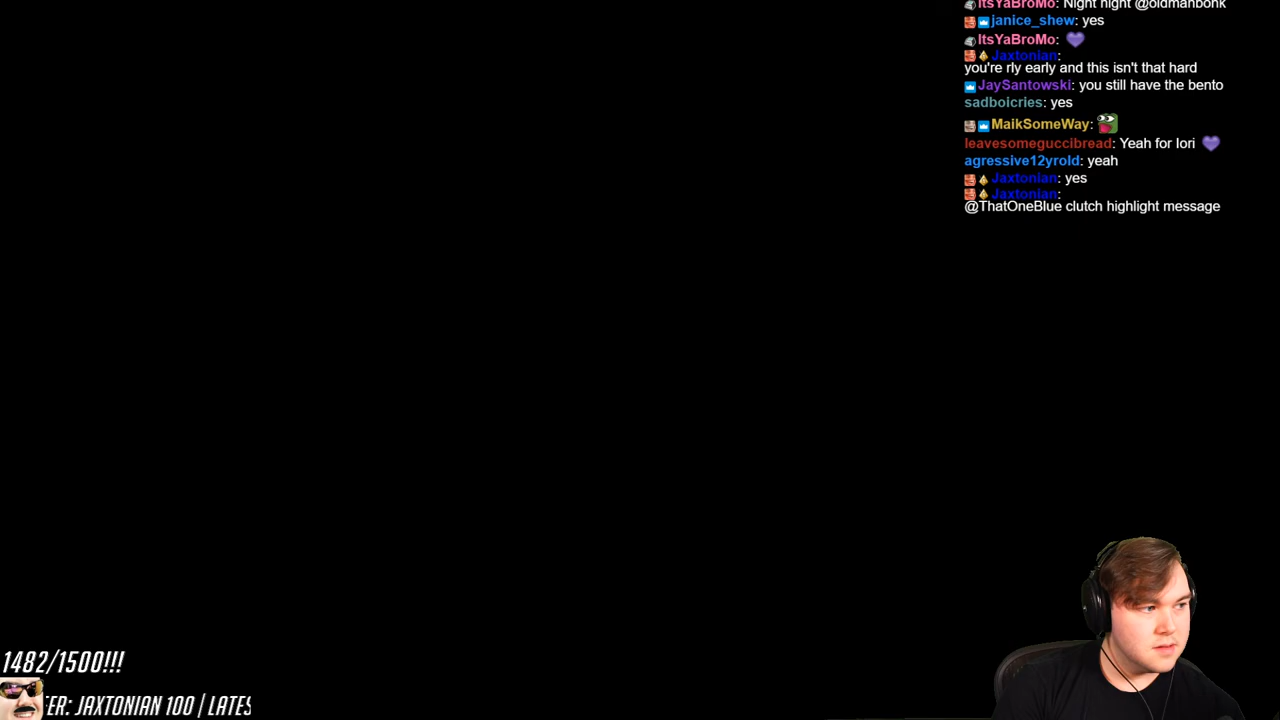 ItsYaBroMo: Night night @oldmanbonk
janice_shew: yes
ItsYaBroMo:
Jaxtonian:
you're rly early and this isn't that hard
JaySantowski: you still have the bento
sadboicries: yes
MaikSomeWay:
leavesomeguccibread: Yeah for lori
agressive12yrold: yeah
Jaxtonian: yes
Jaxtonian:
@ThatOneBlue clutch highlight message
1482/1500!!!
ER: JAXTONIAN 100 | LATES